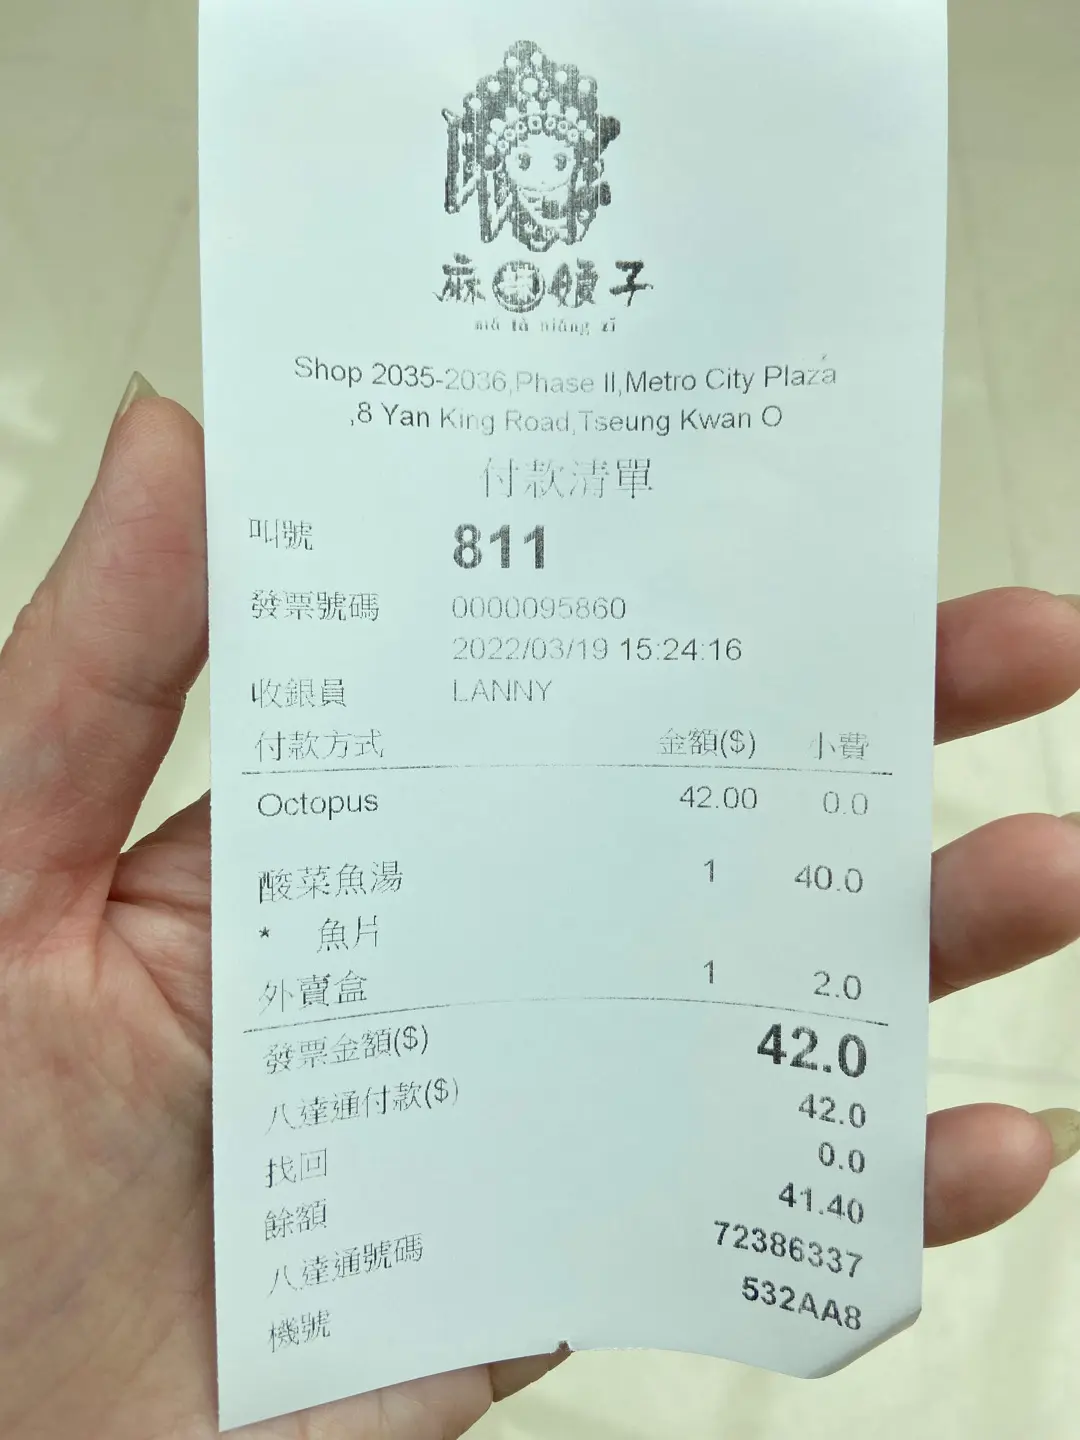 麻辣娘子
má là niáng zǐ
Shop 2035-2036,Phase II,Metro City Plaza
,8 Yan King Road,Tseung Kwan O
付款清單
叫號 811
發票號碼 0000095860
2022/03/19 15:24:16
收銀員 LANNY
付款方式 金額($) 小費
Octopus 42.00 0.0
酸菜魚湯 1 40.0
* 魚片
外賣盒 1 2.0
發票金額($) 42.0
八達通付款($) 42.0
找回 0.0
餘額 41.40
八達通號碼 72386337
機號 532AA8